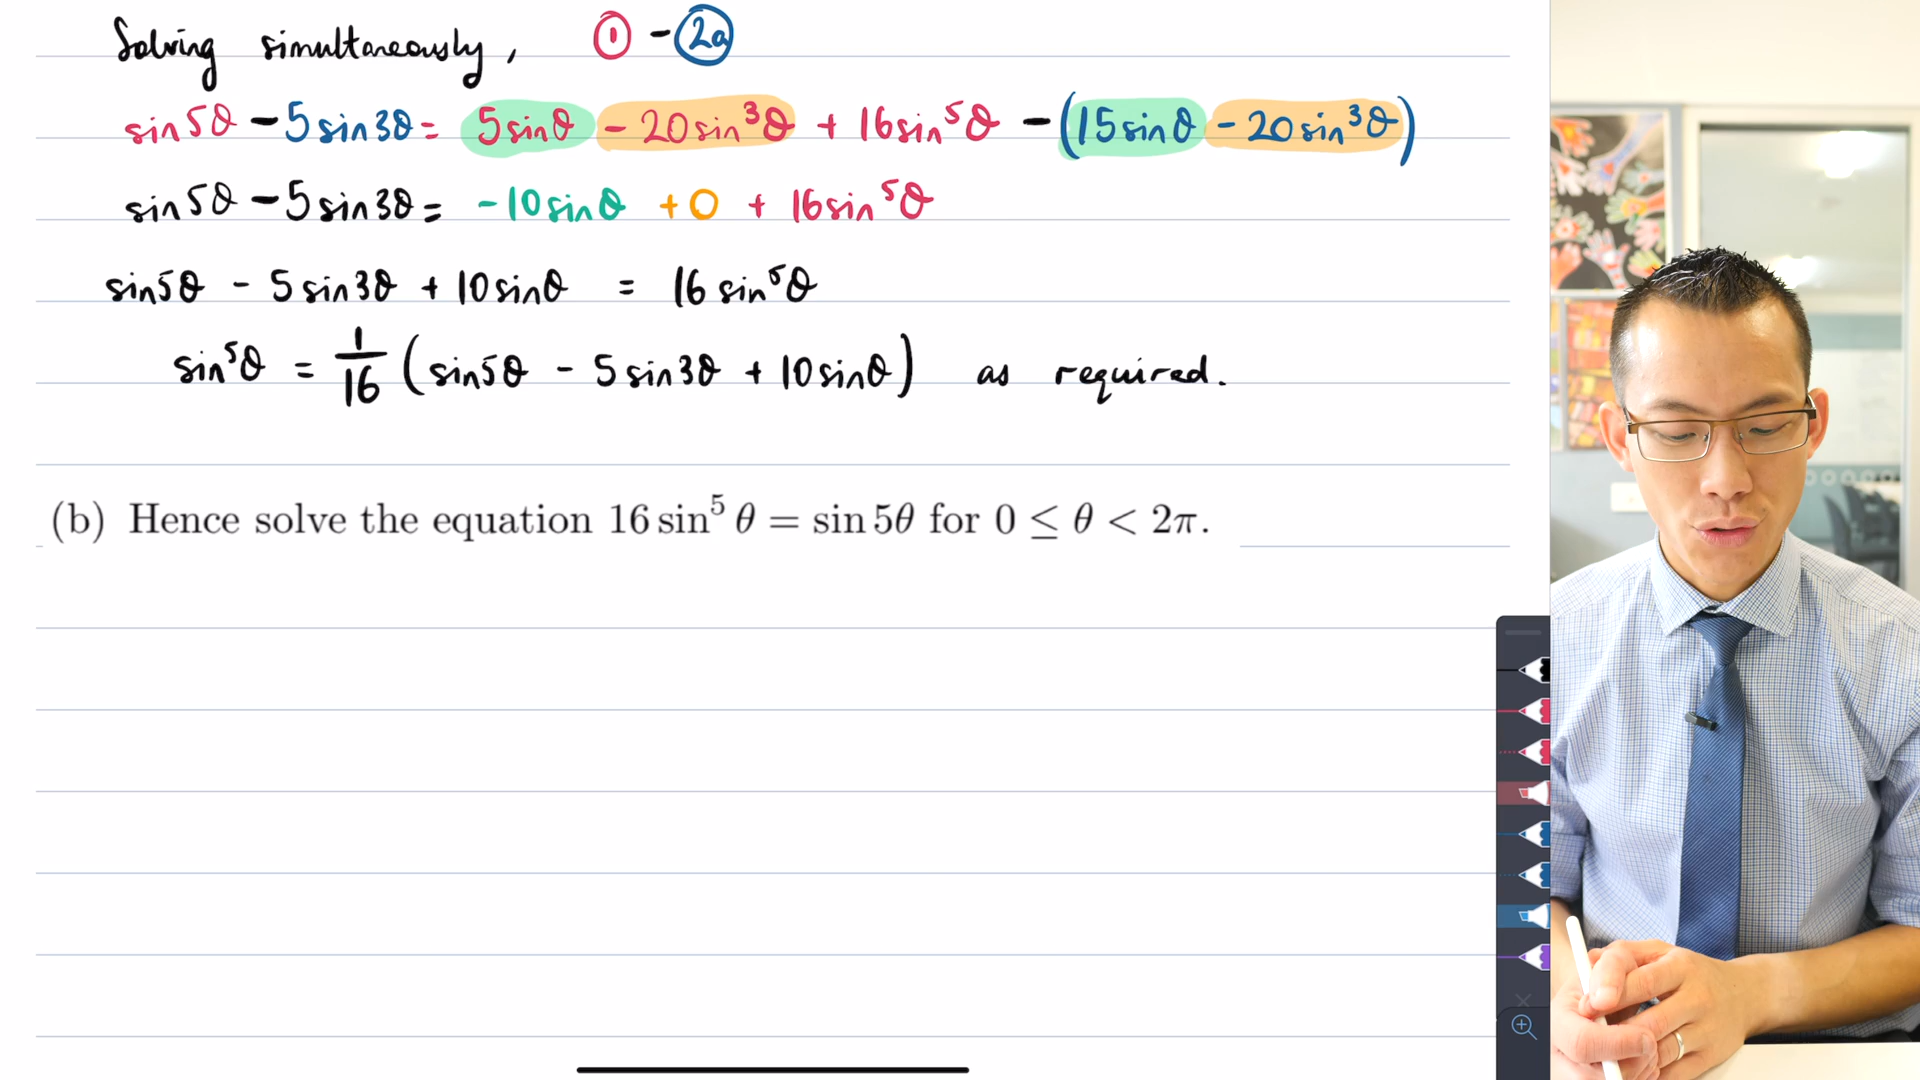 Solving simultaneously, ① - ②a
sin5θ - 5sin3θ = 5sinθ - 20sin³θ + 16sin⁵θ - (15sinθ - 20sin³θ)
sin5θ - 5sin3θ = -10sinθ + 0 + 16sin⁵θ
sin5θ - 5sin3θ + 10sinθ = 16 sin⁵θ
sin⁵θ = 1/16 (sin5θ - 5sin3θ + 10sinθ) as required.
(b) Hence solve the equation 16 sin⁵ θ = sin 5θ for 0 ≤ θ < 2π.